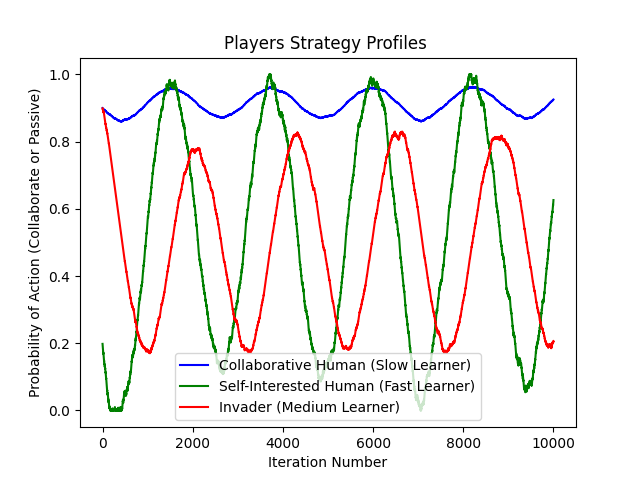 Players Strategy Profiles
Probability of Action (Collaborate or Passive)
1.0
0.8
0.6
0.4
0.2
0.0
Collaborative Human (Slow Learner)
Self-Interested Human (Fast Learner)
Invader (Medium Learner)
0 2000 4000 6000 8000 10000
Iteration Number